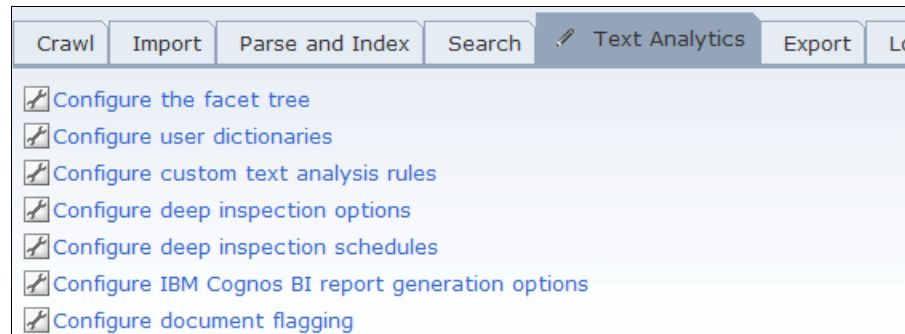 Crawl Import Parse and Index Search Text Analytics Export
Configure the facet tree
Configure user dictionaries
Configure custom text analysis rules
Configure deep inspection options
Configure deep inspection schedules
Configure IBM Cognos BI report generation options
Configure document flagging